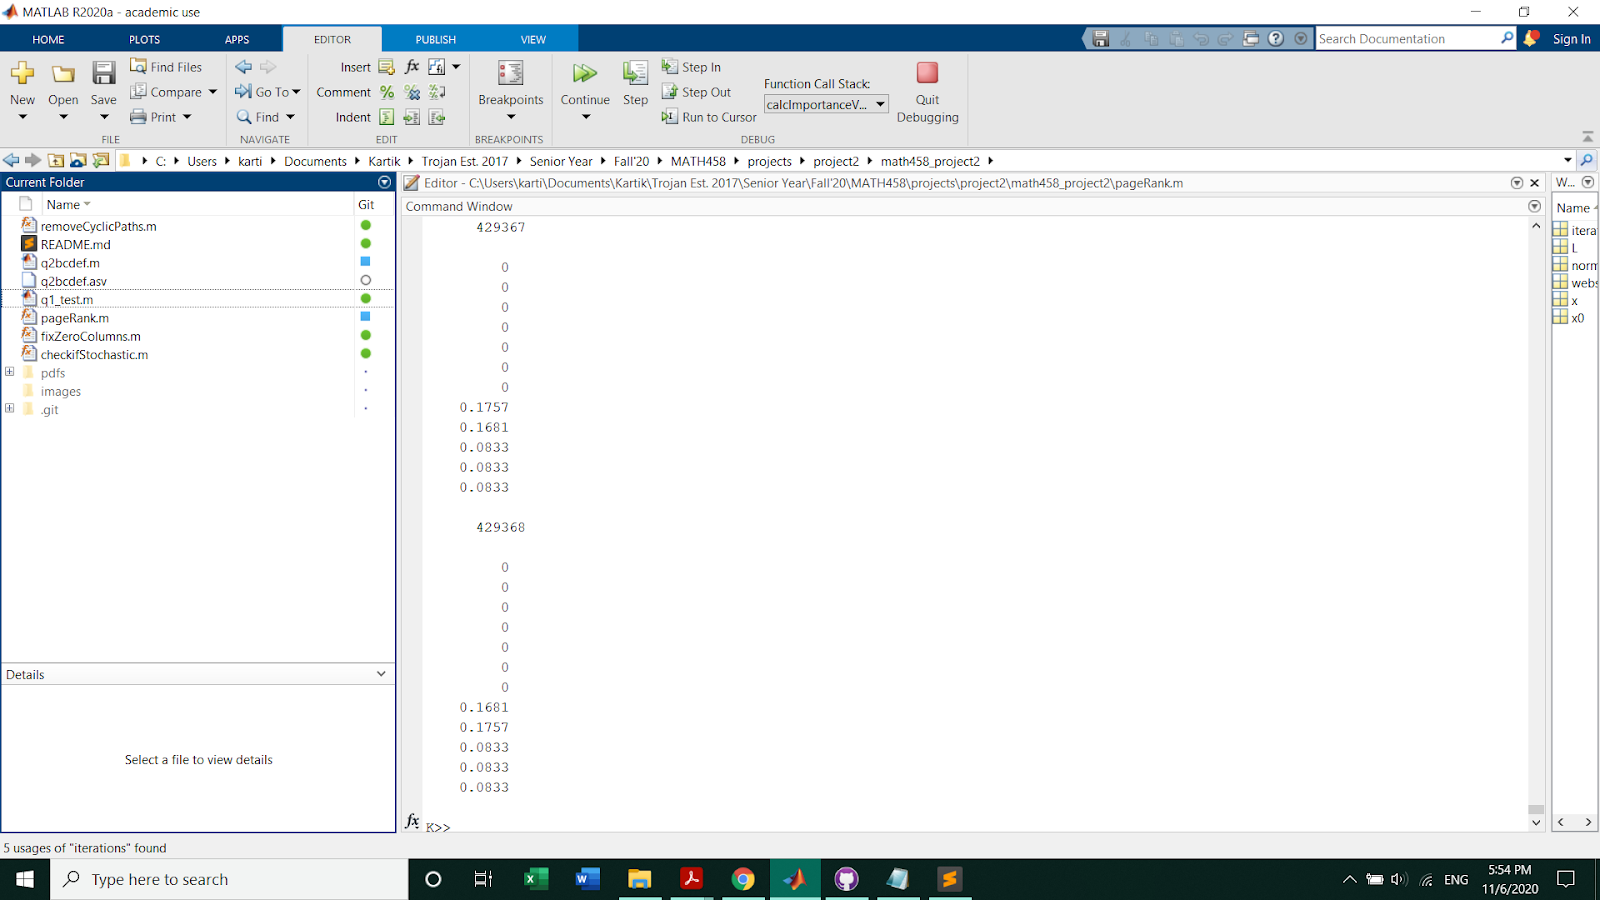 MATLAB R2020a - academic use
HOME PLOTS APPS EDITOR PUBLISH VIEW
Search Documentation
Sign In
New Open Save
Find Files
Compare
Print
FILE
Go To
Find
NAVIGATE
Insert
Comment
Indent
EDIT
Breakpoints
BREAKPOINTS
Continue
Step
Step In
Step Out
Run to Cursor
Function Call Stack:
calcImportanceV...
Quit
Debugging
DEBUG
C: Users karti Documents Kartik Trojan Est. 2017 Senior Year Fall'20 MATH458 projects project2 math458_project2
Current Folder
Name Git
removeCyclicPaths.m
README.md
q2bcdef.m
q2bcdef.asv
q1_test.m
pageRank.m
fixZeroColumns.m
checkifStochastic.m
pdfs
images
.git
Details
Select a file to view details
Editor - C:\Users\karti\Documents\Kartik\Trojan Est. 2017\Senior Year\Fall'20\MATH458\projects\project2\math458_project2\pageRank.m
Command Window
429367
0
0
0
0
0
0
0
0.1757
0.1681
0.0833
0.0833
0.0833
429368
0
0
0
0
0
0
0
0.1681
0.1757
0.0833
0.0833
0.0833
fx K>>
W...
Name
itera
L
norm
webs
x
x0
5 usages of "iterations" found
Type here to search
ENG
5:54 PM
11/6/2020